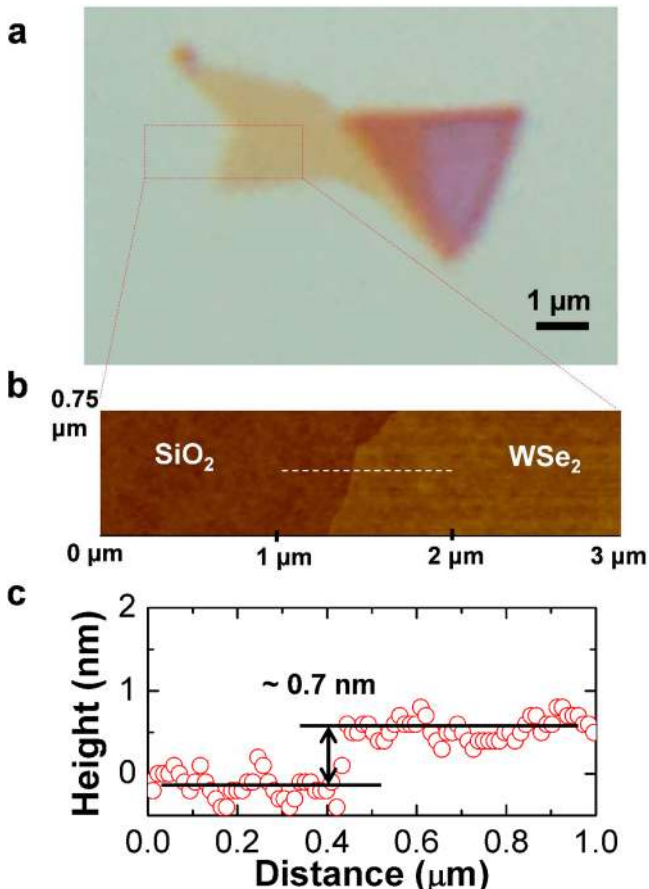 a
1 µm
b
0.75
µm
SiO₂
WSe₂
0 µm
1 µm
2 µm
3 µm
c
2
1
0
~ 0.7 nm
Height (nm)
0.0
0.2
0.4
0.6
0.8
1.0
Distance (µm)